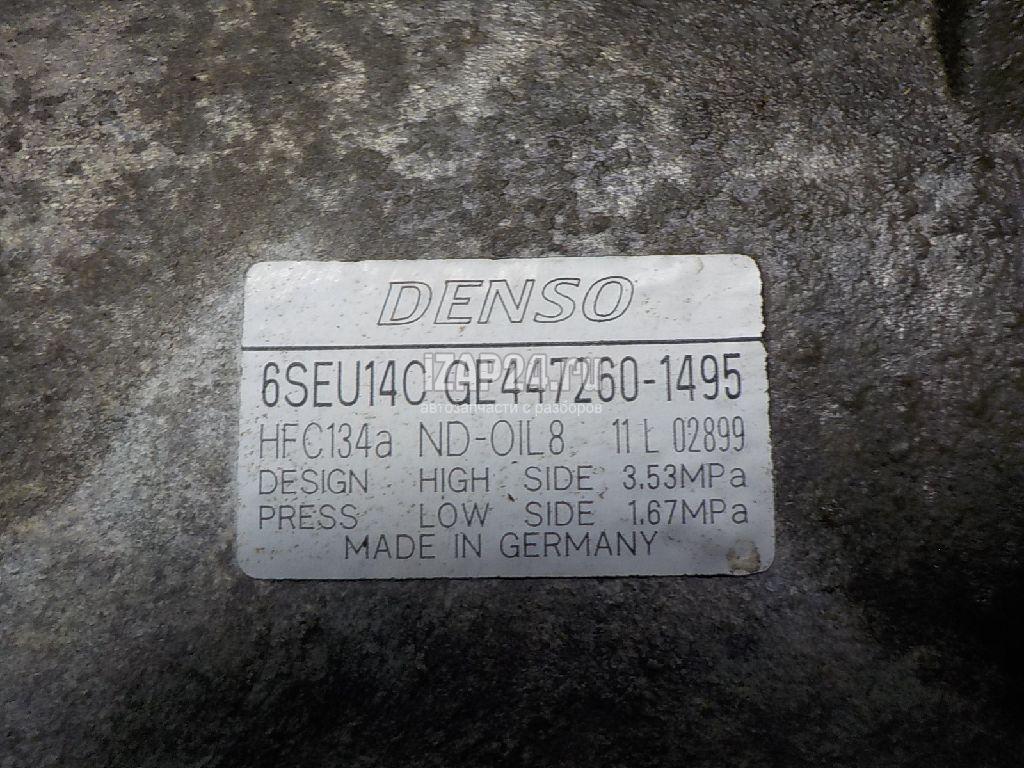 DENSO
6SEU14C GE447260-1495
iZAP24.ru
автозапчасти с разборов
HFC134a ND-OIL8 11L 02899
DESIGN HIGH SIDE 3.53MPa
PRESS LOW SIDE 1.67MPa
MADE IN GERMANY